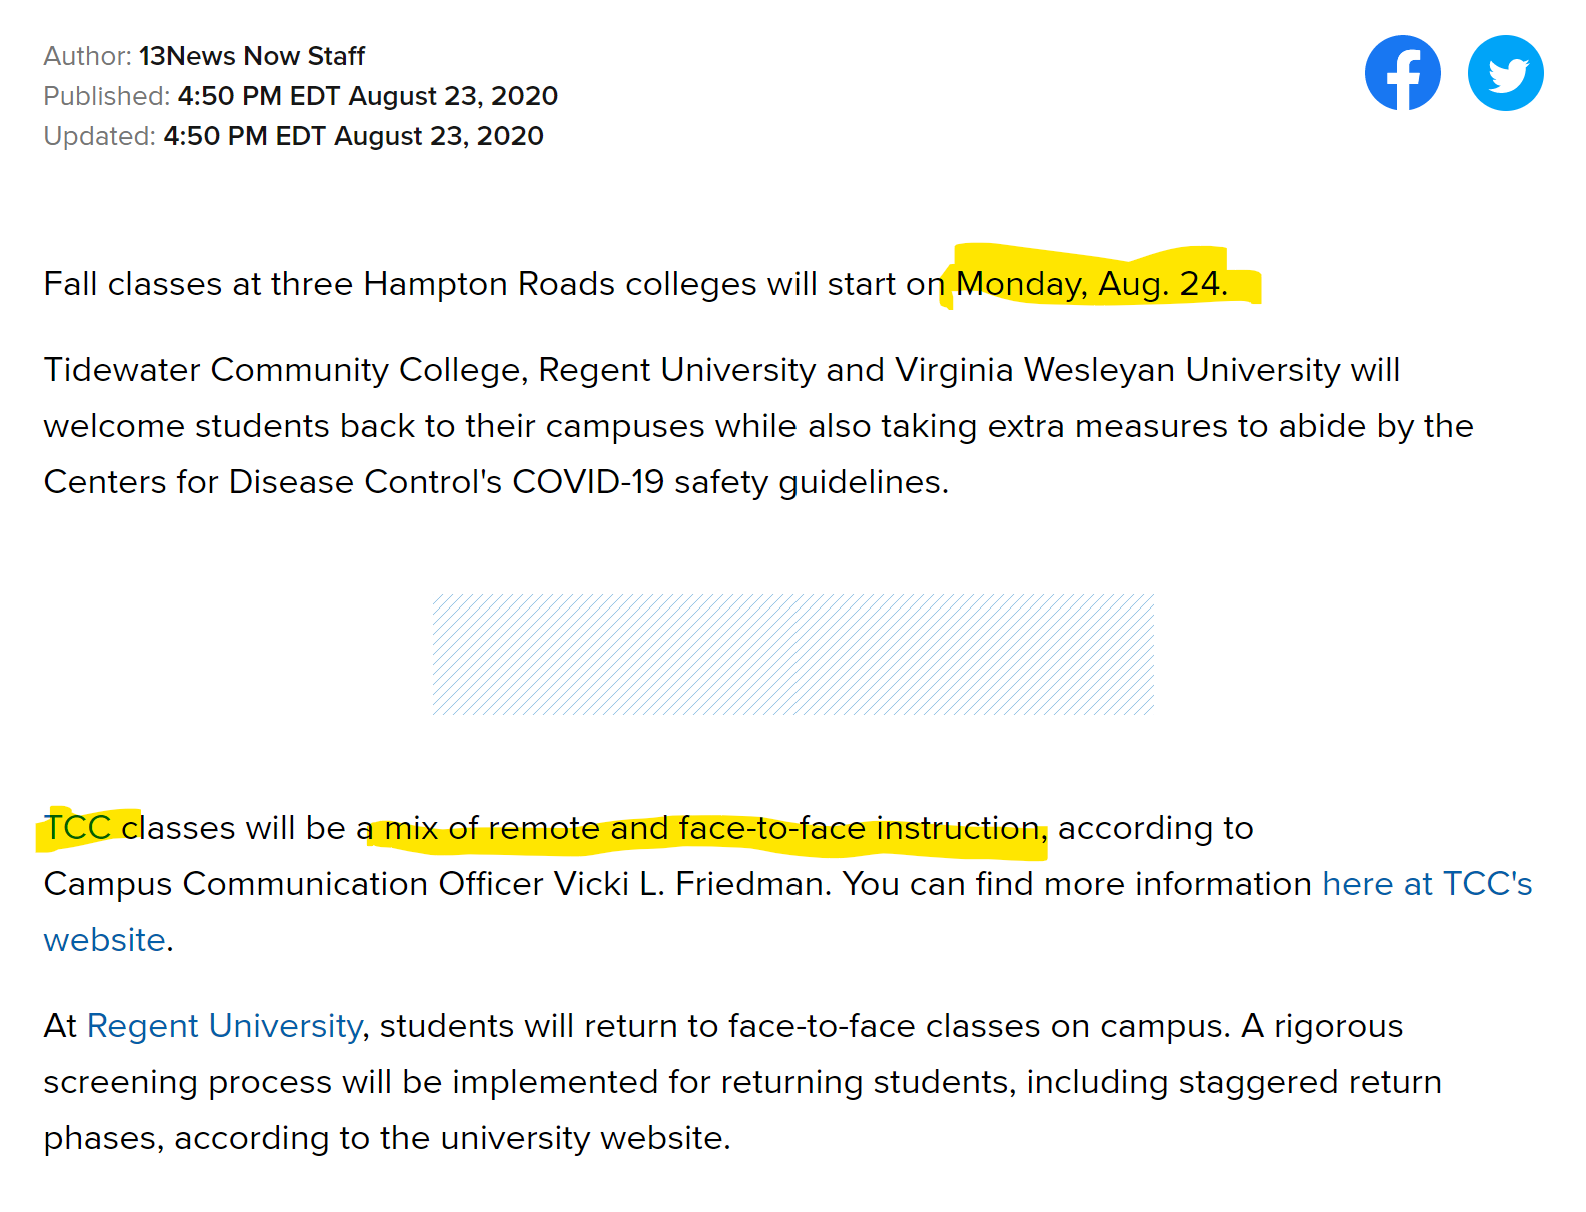 Author: 13News Now Staff
Published: 4:50 PM EDT August 23, 2020
Updated: 4:50 PM EDT August 23, 2020
Fall classes at three Hampton Roads colleges will start on Monday, Aug. 24.
Tidewater Community College, Regent University and Virginia Wesleyan University will
welcome students back to their campuses while also taking extra measures to abide by the
Centers for Disease Control's COVID-19 safety guidelines.
TCC classes will be a mix of remote and face-to-face instruction, according to
Campus Communication Officer Vicki L. Friedman. You can find more information here at TCC's
website.
At Regent University, students will return to face-to-face classes on campus. A rigorous
screening process will be implemented for returning students, including staggered return
phases, according to the university website.